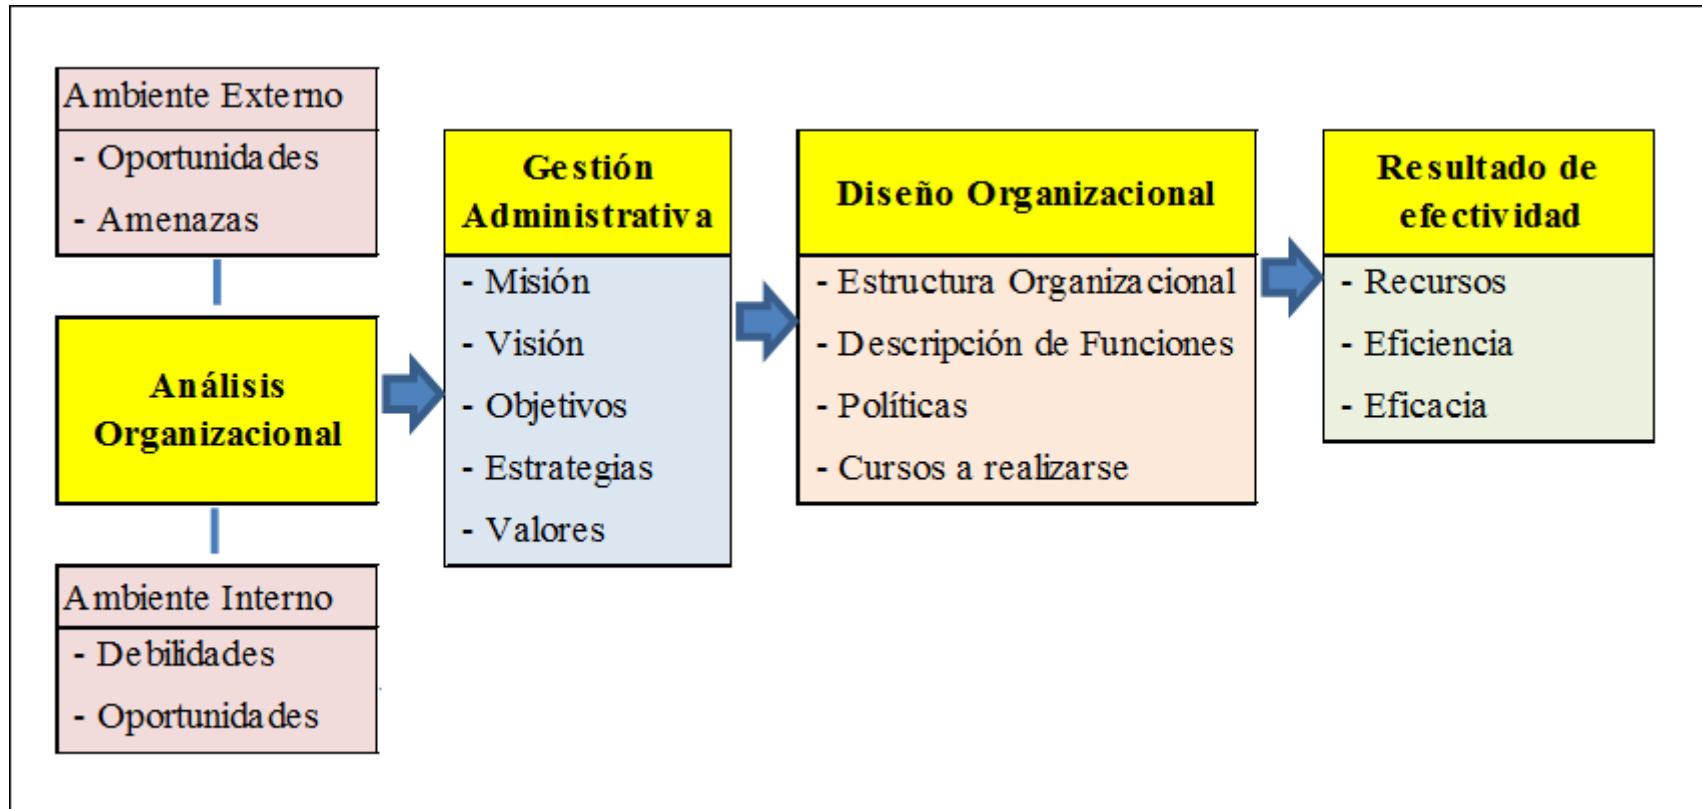 Ambiente Externo
- Oportunidades
- Amenazas
Análisis
Organizacional
Ambiente Interno
- Debilidades
- Oportunidades
Gestión
Administrativa
- Misión
- Visión
- Objetivos
- Estrategias
- Valores
Diseño Organizacional
- Estructura Organizacional
- Descripción de Funciones
- Políticas
- Cursos a realizarse
Resultado de
efectividad
- Recursos
- Eficiencia
- Eficacia